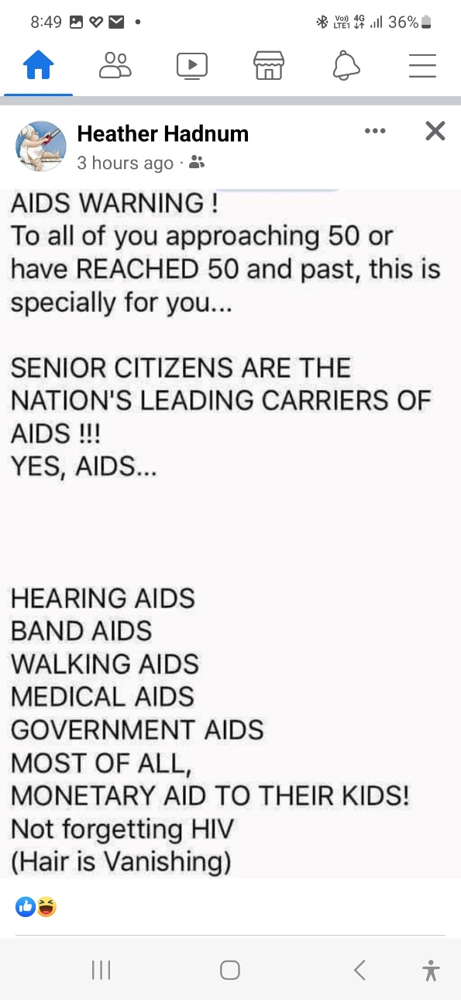 8:49 Vo)) LTE1 4G 36%
Heather Hadnum
3 hours ago ·
AIDS WARNING !
To all of you approaching 50 or
have REACHED 50 and past, this is
specially for you...
SENIOR CITIZENS ARE THE
NATION'S LEADING CARRIERS OF
AIDS !!!
YES, AIDS...
HEARING AIDS
BAND AIDS
WALKING AIDS
MEDICAL AIDS
GOVERNMENT AIDS
MOST OF ALL,
MONETARY AID TO THEIR KIDS!
Not forgetting HIV
(Hair is Vanishing)